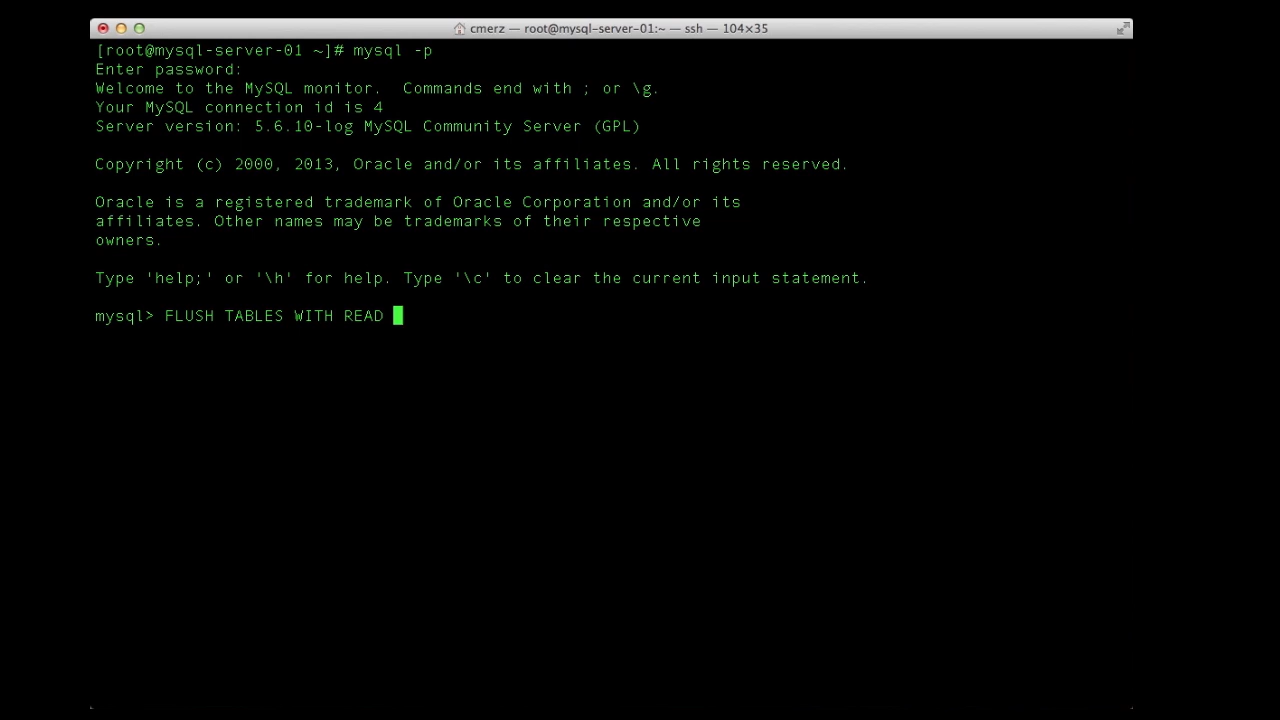 cmerz — root@mysql-server-01:~ — ssh — 104×35
[root@mysql-server-01 ~]# mysql -p
Enter password:
Welcome to the MySQL monitor.  Commands end with ; or \g.
Your MySQL connection id is 4
Server version: 5.6.10-log MySQL Community Server (GPL)
Copyright (c) 2000, 2013, Oracle and/or its affiliates. All rights reserved.
Oracle is a registered trademark of Oracle Corporation and/or its
affiliates. Other names may be trademarks of their respective
owners.
Type 'help;' or '\h' for help. Type '\c' to clear the current input statement.
mysql> FLUSH TABLES WITH READ